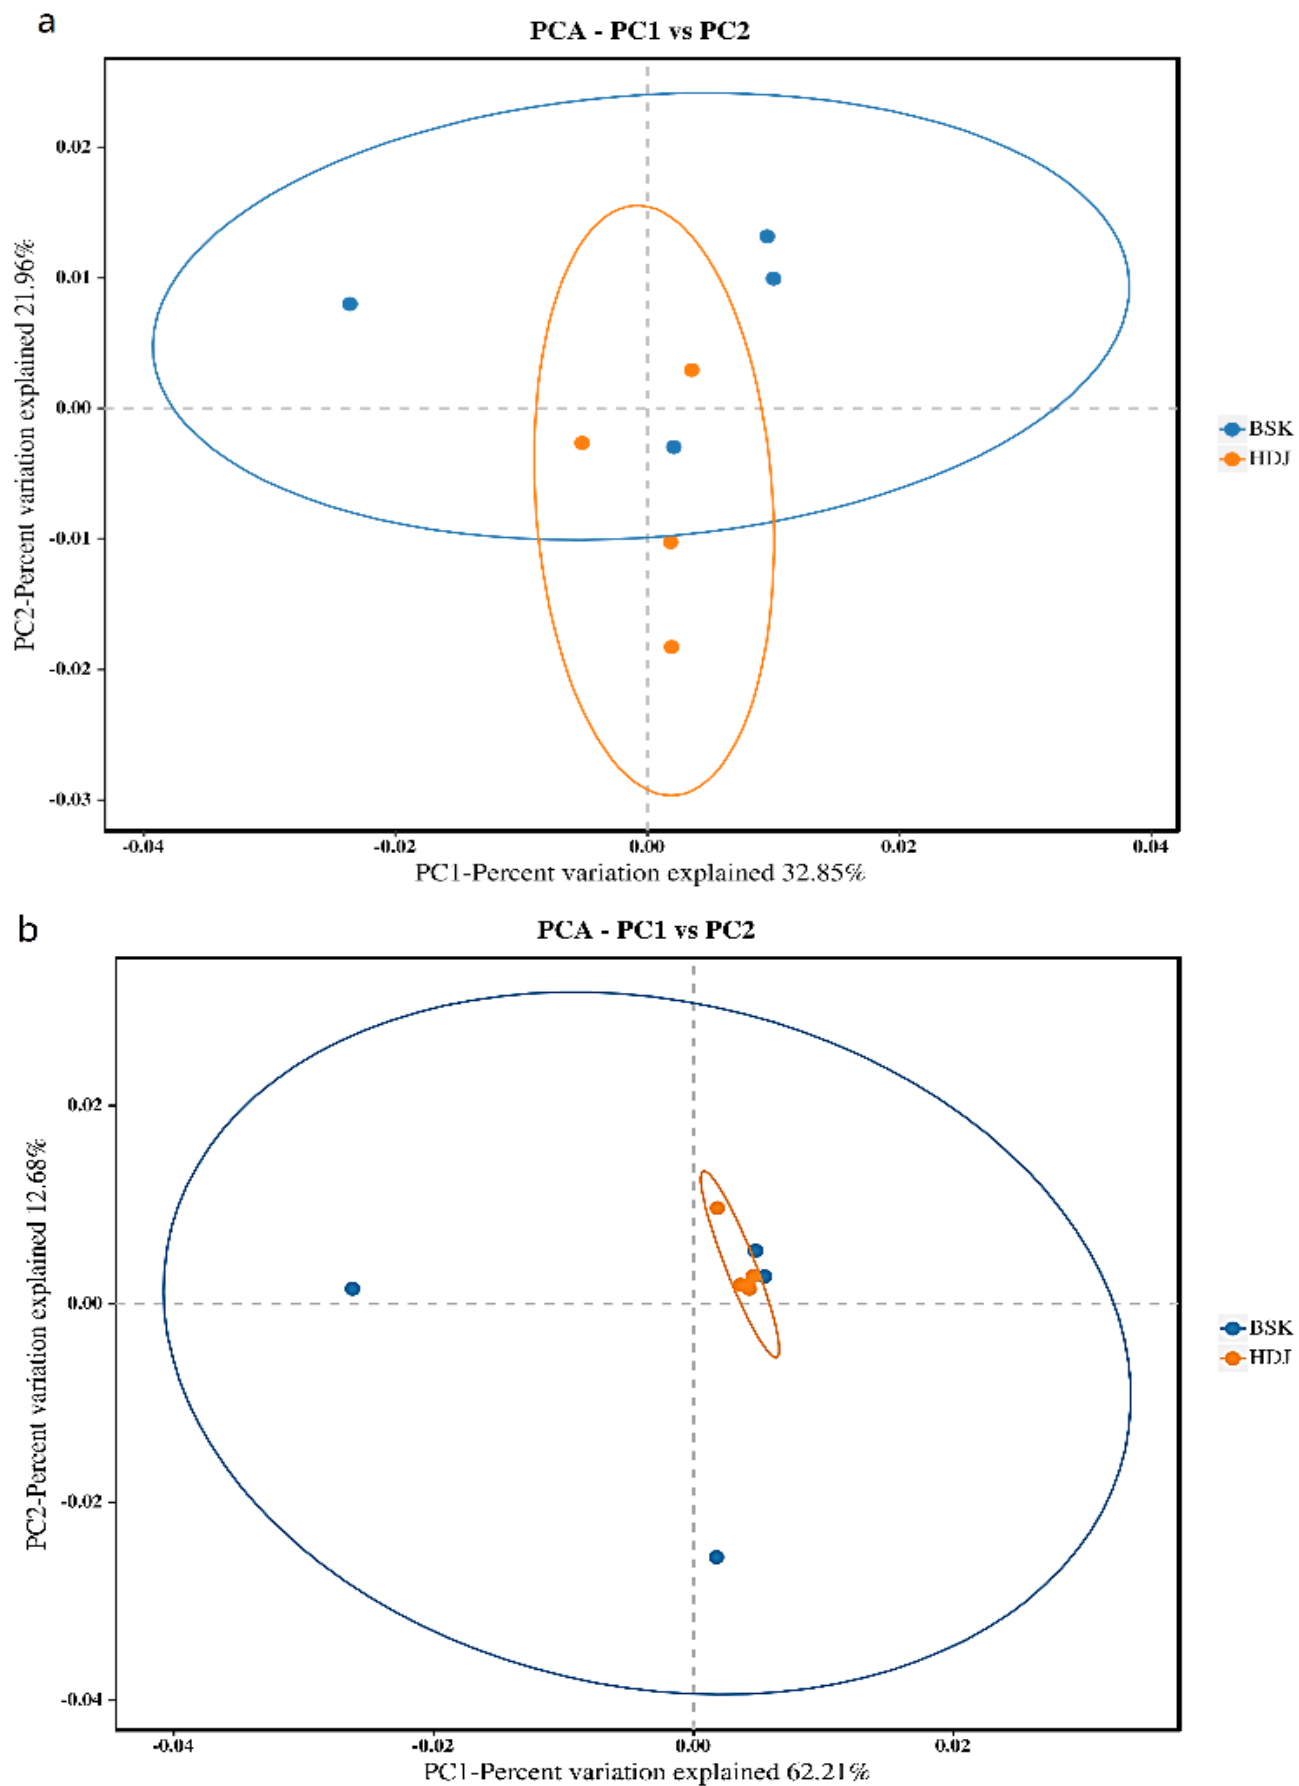 a
PCA - PC1 vs PC2
0.02
0.01
0.00
-0.01
-0.02
-0.03
PC2-Percent variation explained 21.96%
-0.04 -0.02 0.00 0.02 0.04
PC1-Percent variation explained 32.85%
BSK
HDJ
b
PCA - PC1 vs PC2
0.02
0.00
-0.02
-0.04
PC2-Percent variation explained 12.68%
-0.04 -0.02 0.00 0.02
PC1-Percent variation explained 62.21%
BSK
HDJ